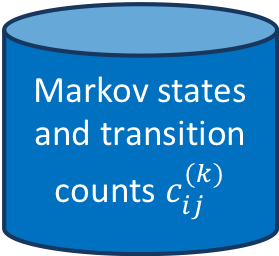 Markov states
and transition
counts $c_{ij}^{(k)}$